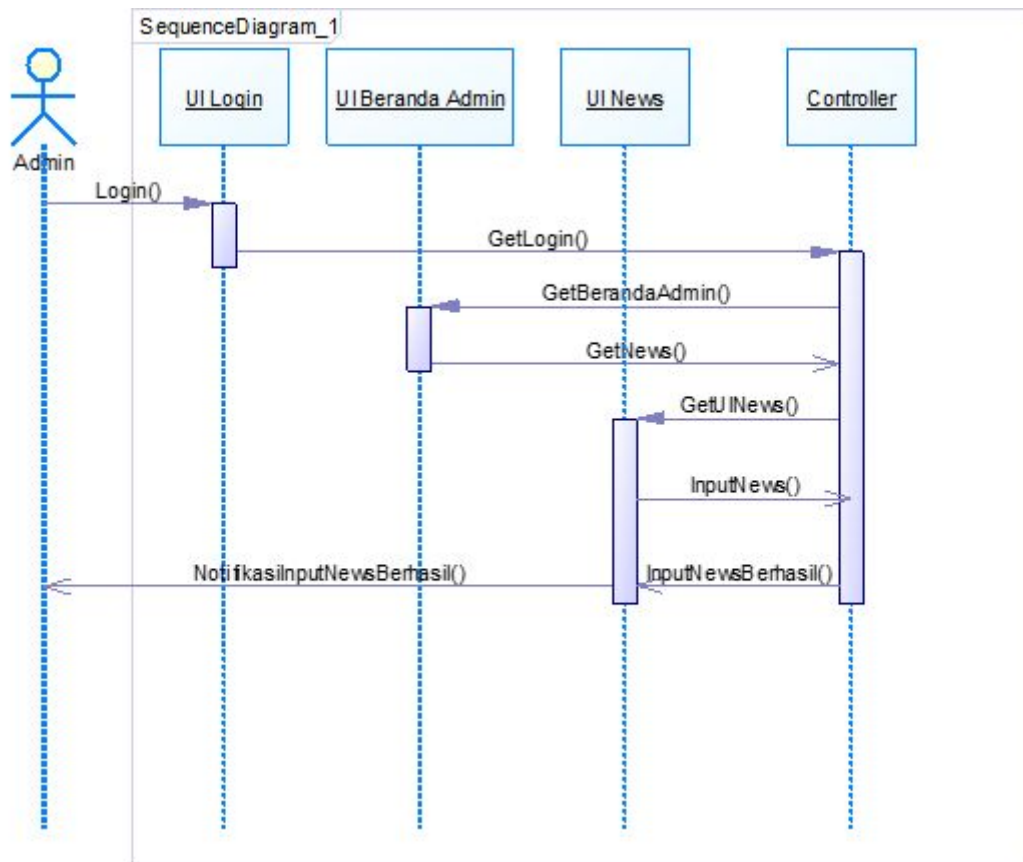 SequenceDiagram_1
UI Login
UI Beranda Admin
UI News
Controller
Admin
Login()
GetLogin()
GetBerandaAdmin()
GetNews()
GetUINews()
InputNews()
NotifikasiInputNewsBerhasil()
InputNewsBerhasil()